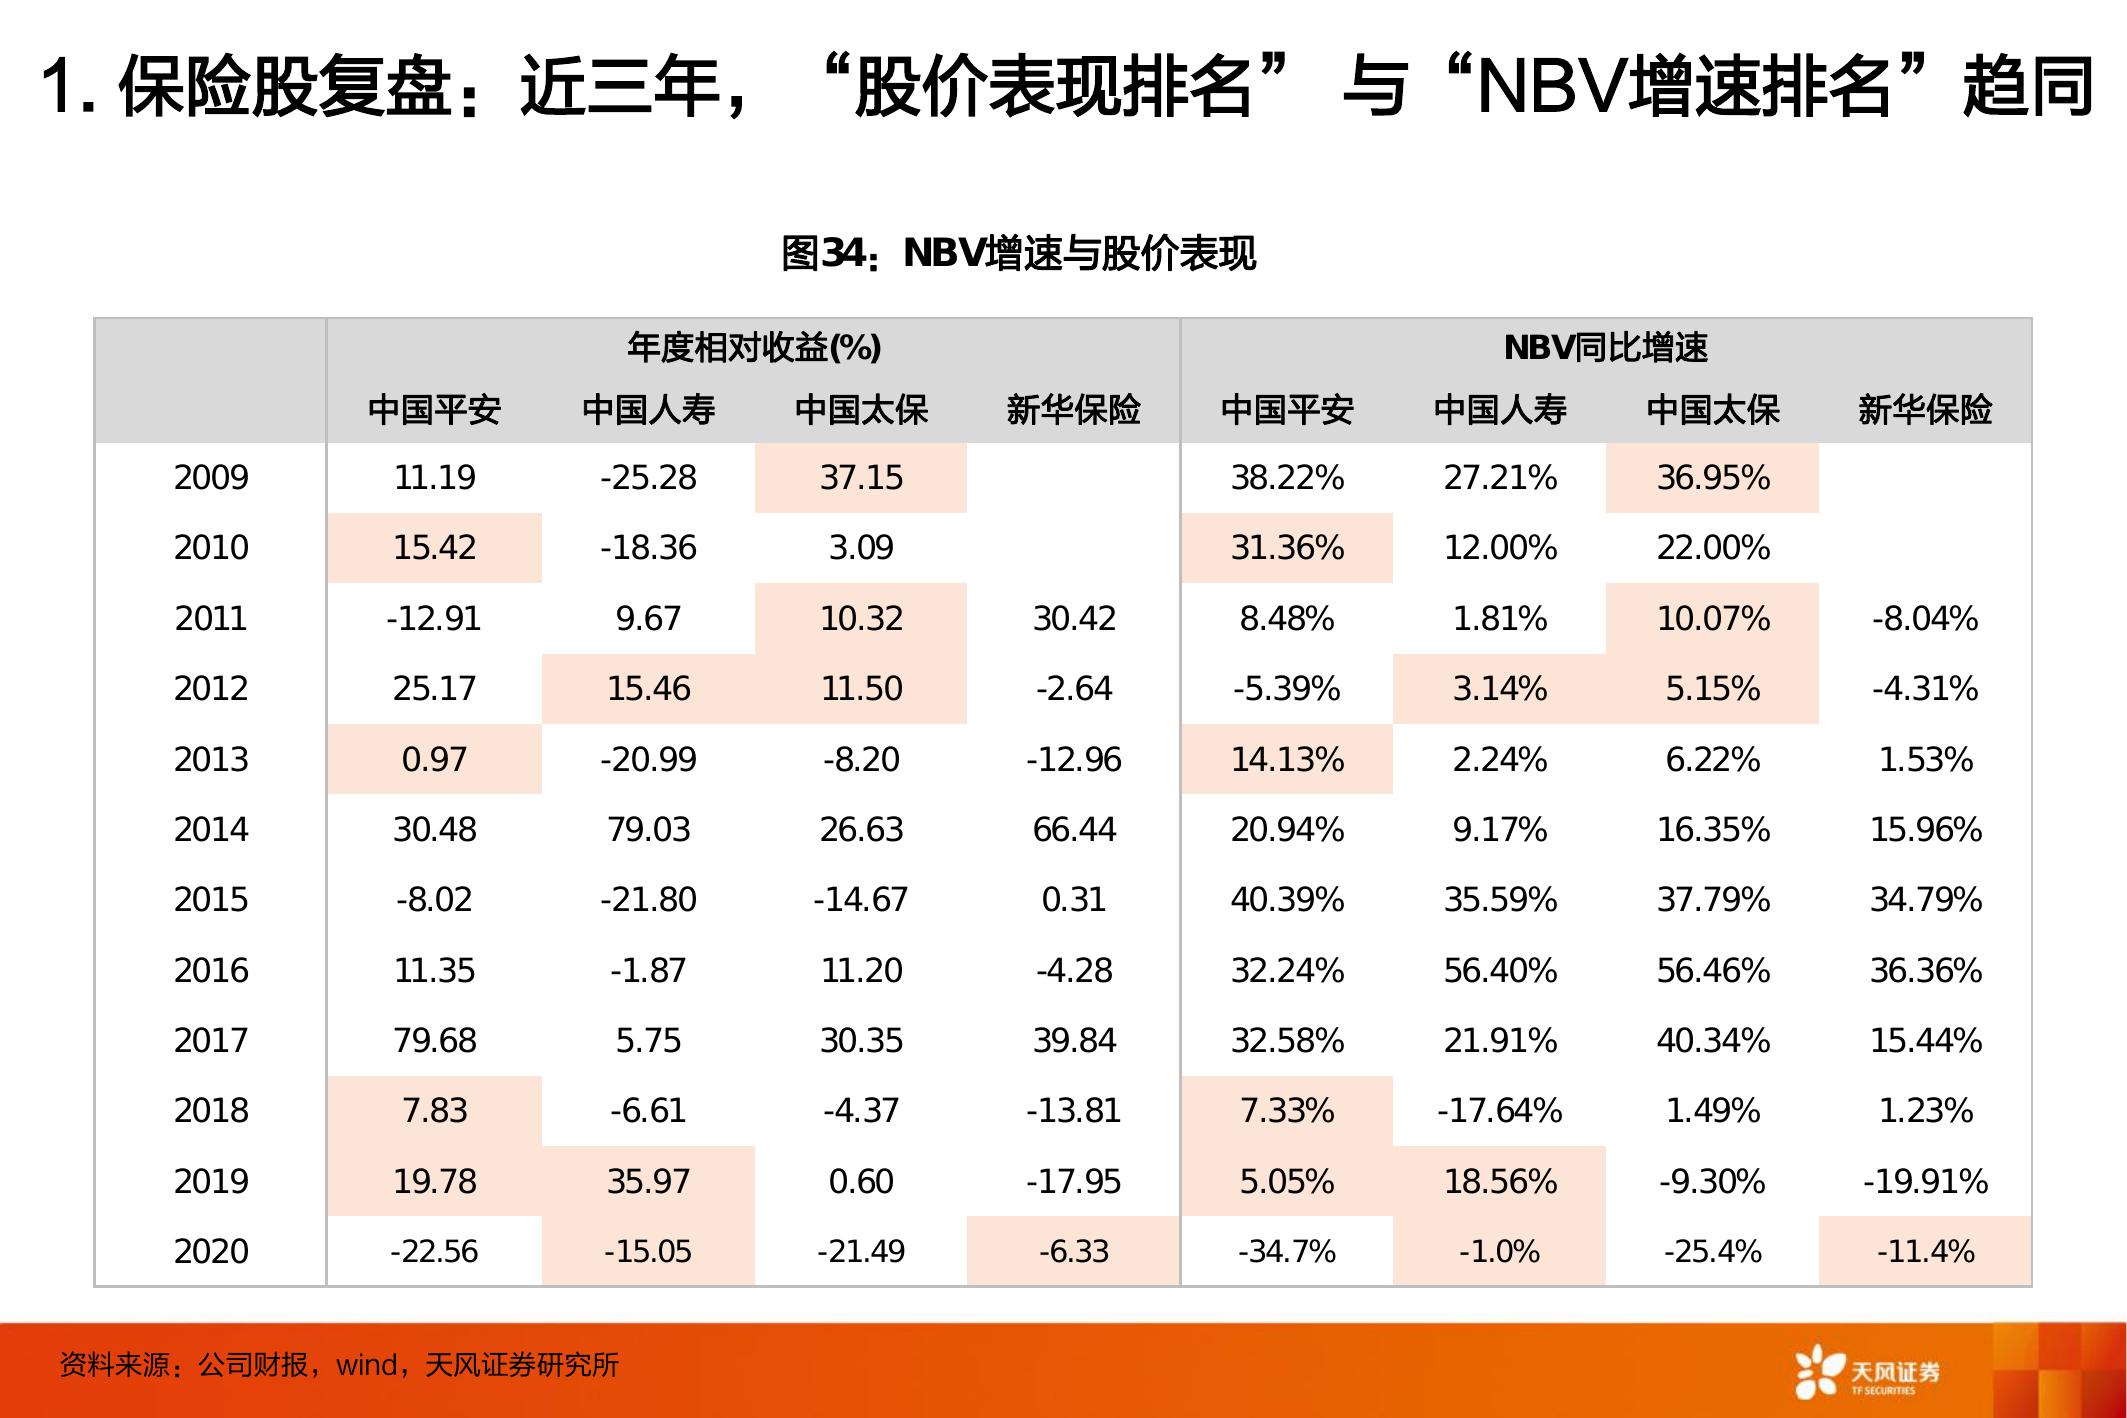 1. 保险股复盘：近三年，“股价表现排名” 与“NBV增速排名”趋同
图34：NBV增速与股价表现
年度相对收益(%) NBV同比增速
中国平安 中国人寿 中国太保 新华保险 中国平安 中国人寿 中国太保 新华保险
2009 11.19 -25.28 37.15 38.22% 27.21% 36.95%
2010 15.42 -18.36 3.09 31.36% 12.00% 22.00%
2011 -12.91 9.67 10.32 30.42 8.48% 1.81% 10.07% -8.04%
2012 25.17 15.46 11.50 -2.64 -5.39% 3.14% 5.15% -4.31%
2013 0.97 -20.99 -8.20 -12.96 14.13% 2.24% 6.22% 1.53%
2014 30.48 79.03 26.63 66.44 20.94% 9.17% 16.35% 15.96%
2015 -8.02 -21.80 -14.67 0.31 40.39% 35.59% 37.79% 34.79%
2016 11.35 -1.87 11.20 -4.28 32.24% 56.40% 56.46% 36.36%
2017 79.68 5.75 30.35 39.84 32.58% 21.91% 40.34% 15.44%
2018 7.83 -6.61 -4.37 -13.81 7.33% -17.64% 1.49% 1.23%
2019 19.78 35.97 0.60 -17.95 5.05% 18.56% -9.30% -19.91%
2020 -22.56 -15.05 -21.49 -6.33 -34.7% -1.0% -25.4% -11.4%
资料来源：公司财报，wind，天风证券研究所
天风证券
TF SECURITIES